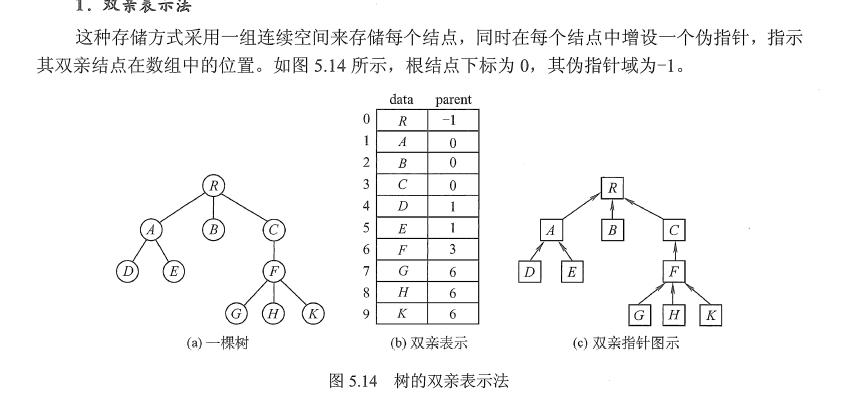 1．双亲表示法
这种存储方式采用一组连续空间来存储每个结点，同时在每个结点中增设一个伪指针，指示
其双亲结点在数组中的位置。如图 5.14 所示，根结点下标为 0，其伪指针域为-1。
R
A B C
D E F
G H K
(a) 一棵树
data parent
0 R -1
1 A 0
2 B 0
3 C 0
4 D 1
5 E 1
6 F 3
7 G 6
8 H 6
9 K 6
(b) 双亲表示
R
A B C
D E F
G H K
(c) 双亲指针图示
图 5.14 树的双亲表示法